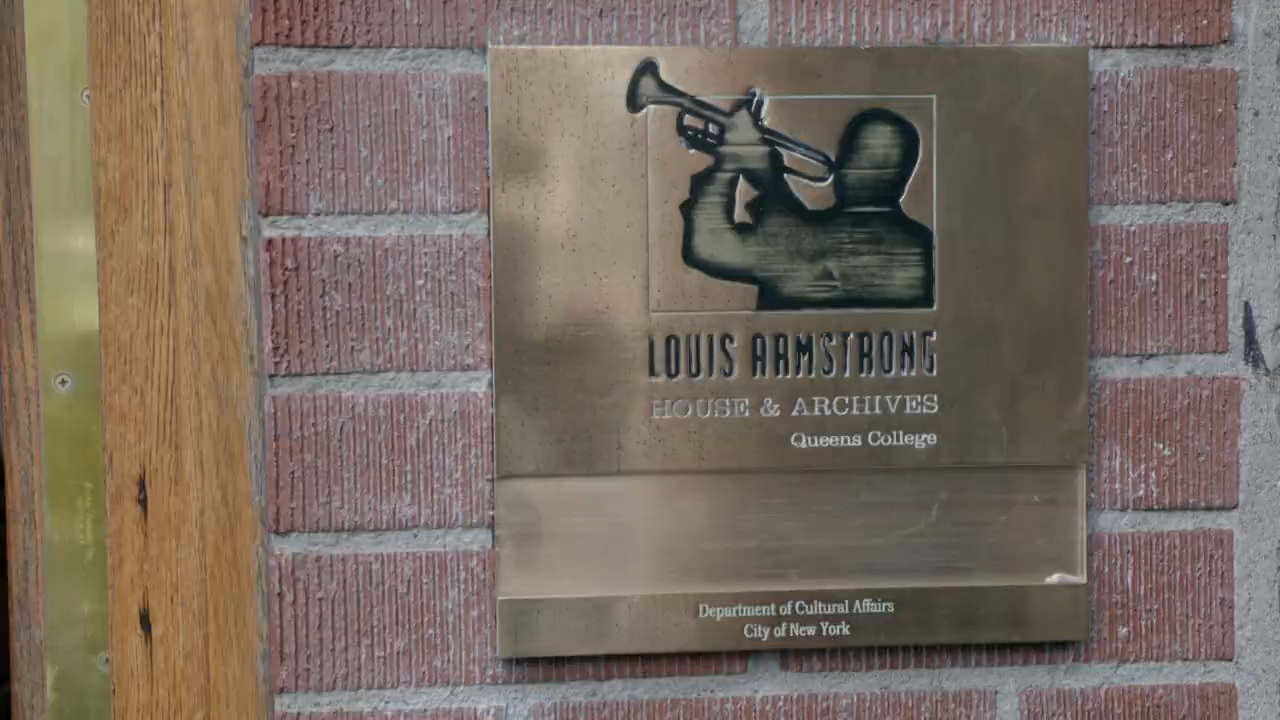 LOUIS ARMSTRONG
HOUSE & ARCHIVES
Queens College
Department of Cultural Affairs
City of New York